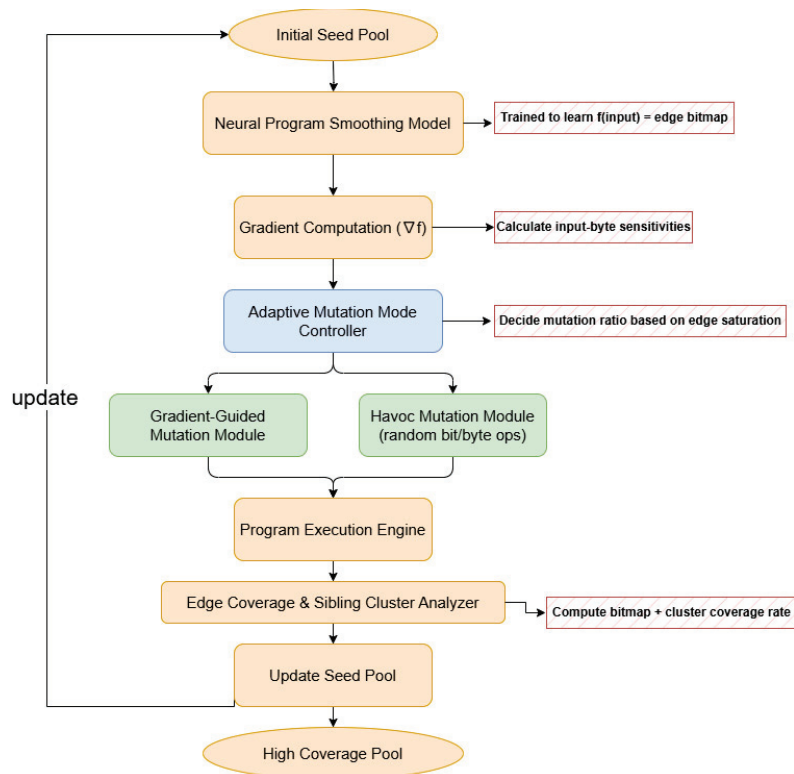 Initial Seed Pool
Neural Program Smoothing Model
Trained to learn f(input) = edge bitmap
Gradient Computation (∇f)
Calculate input-byte sensitivities
Adaptive Mutation Mode
Controller
Decide mutation ratio based on edge saturation
update
Gradient-Guided
Mutation Module
Havoc Mutation Module
(random bit/byte ops)
Program Execution Engine
Edge Coverage & Sibling Cluster Analyzer
Compute bitmap + cluster coverage rate
Update Seed Pool
High Coverage Pool